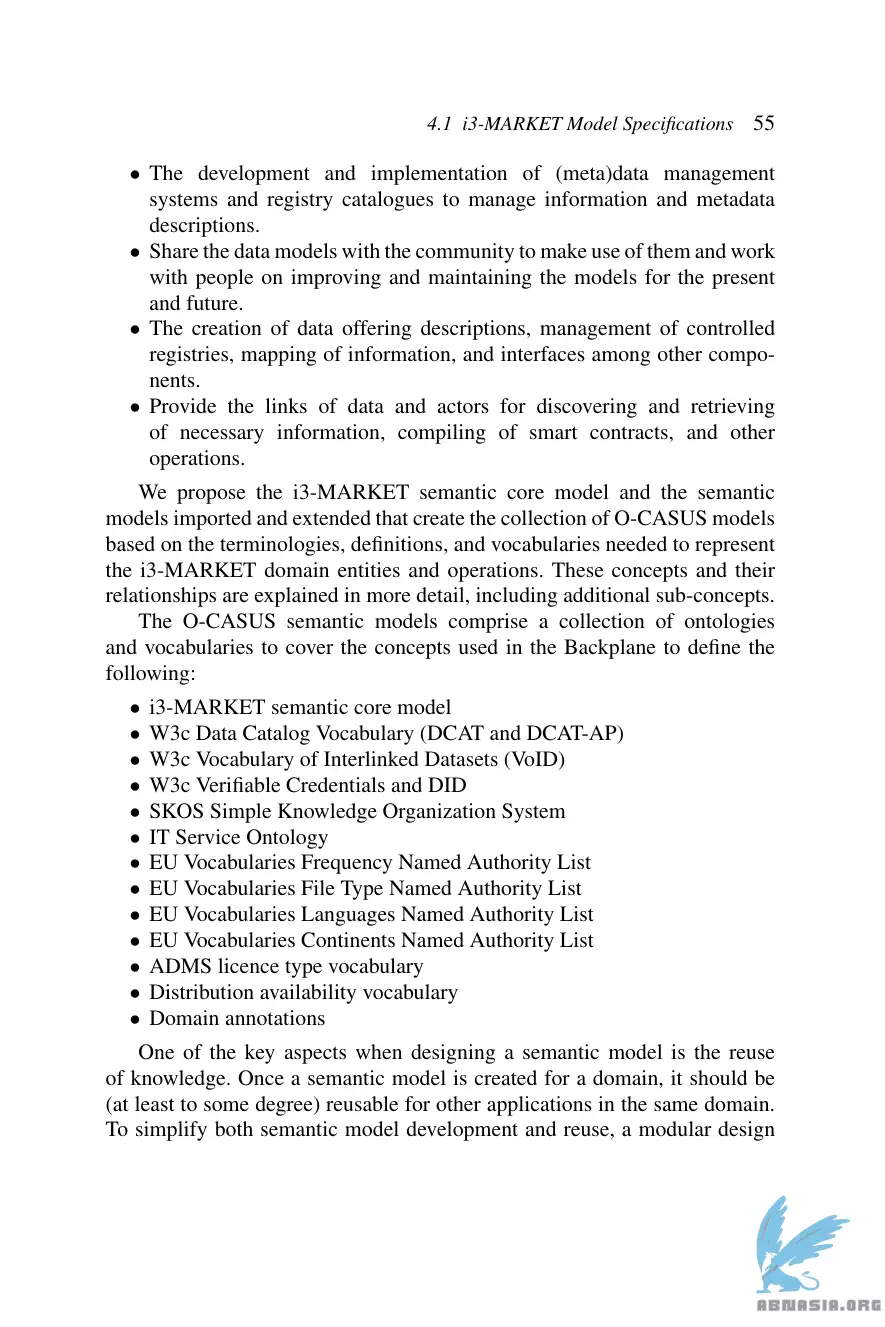 4.1 i3-MARKET Model Specifications 55
• The development and implementation of (meta)data management
systems and registry catalogues to manage information and metadata
descriptions.
• Share the data models with the community to make use of them and work
with people on improving and maintaining the models for the present
and future.
• The creation of data offering descriptions, management of controlled
registries, mapping of information, and interfaces among other compo-
nents.
• Provide the links of data and actors for discovering and retrieving
of necessary information, compiling of smart contracts, and other
operations.
We propose the i3-MARKET semantic core model and the semantic
models imported and extended that create the collection of O-CASUS models
based on the terminologies, definitions, and vocabularies needed to represent
the i3-MARKET domain entities and operations. These concepts and their
relationships are explained in more detail, including additional sub-concepts.
The O-CASUS semantic models comprise a collection of ontologies
and vocabularies to cover the concepts used in the Backplane to define the
following:
• i3-MARKET semantic core model
• W3c Data Catalog Vocabulary (DCAT and DCAT-AP)
• W3c Vocabulary of Interlinked Datasets (VoID)
• W3c Verifiable Credentials and DID
• SKOS Simple Knowledge Organization System
• IT Service Ontology
• EU Vocabularies Frequency Named Authority List
• EU Vocabularies File Type Named Authority List
• EU Vocabularies Languages Named Authority List
• EU Vocabularies Continents Named Authority List
• ADMS licence type vocabulary
• Distribution availability vocabulary
• Domain annotations
One of the key aspects when designing a semantic model is the reuse
of knowledge. Once a semantic model is created for a domain, it should be
(at least to some degree) reusable for other applications in the same domain.
To simplify both semantic model development and reuse, a modular design
ABNASIA.ORG